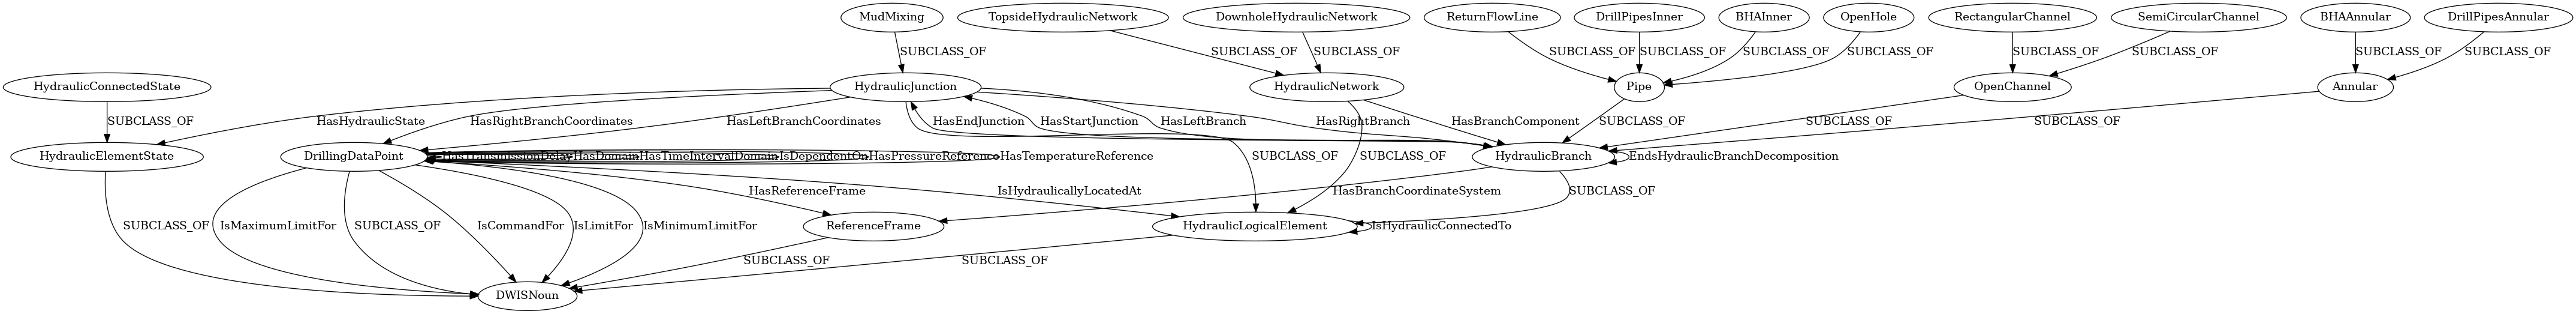 MudMixing
TopsideHydraulicNetwork
DownholeHydraulicNetwork
ReturnFlowLine
DrillPipesInner
BHAInner
OpenHole
RectangularChannel
SemiCircularChannel
BHAAnnular
DrillPipesAnnular
SUBCLASS_OF
SUBCLASS_OF
SUBCLASS_OF
SUBCLASS_OF
SUBCLASS_OF
SUBCLASS_OF
SUBCLASS_OF
SUBCLASS_OF
SUBCLASS_OF
SUBCLASS_OF
SUBCLASS_OF
HydraulicConnectedState
HydraulicJunction
HydraulicNetwork
Pipe
OpenChannel
Annular
SUBCLASS_OF
HasHydraulicState
HasRightBranchCoordinates
HasLeftBranchCoordinates
HasEndJunction
HasStartJunction
HasLeftBranch
HasRightBranch
HasBranchComponent
SUBCLASS_OF
SUBCLASS_OF
SUBCLASS_OF
HydraulicElementState
DrillingDataPoint
HasTransmissionDelay
HasDomain
HasTimeIntervalDomain
IsDependentOn
HasPressureReference
HasTemperatureReference
SUBCLASS_OF
SUBCLASS_OF
HydraulicBranch
EndsHydraulicBranchDecomposition
HasReferenceFrame
IsHydraulicallyLocatedAt
HasBranchCoordinateSystem
SUBCLASS_OF
SUBCLASS_OF
IsMaximumLimitFor
SUBCLASS_OF
IsCommandFor
IsLimitFor
IsMinimumLimitFor
ReferenceFrame
HydraulicLogicalElement
IsHydraulicConnectedTo
SUBCLASS_OF
SUBCLASS_OF
DWISNoun